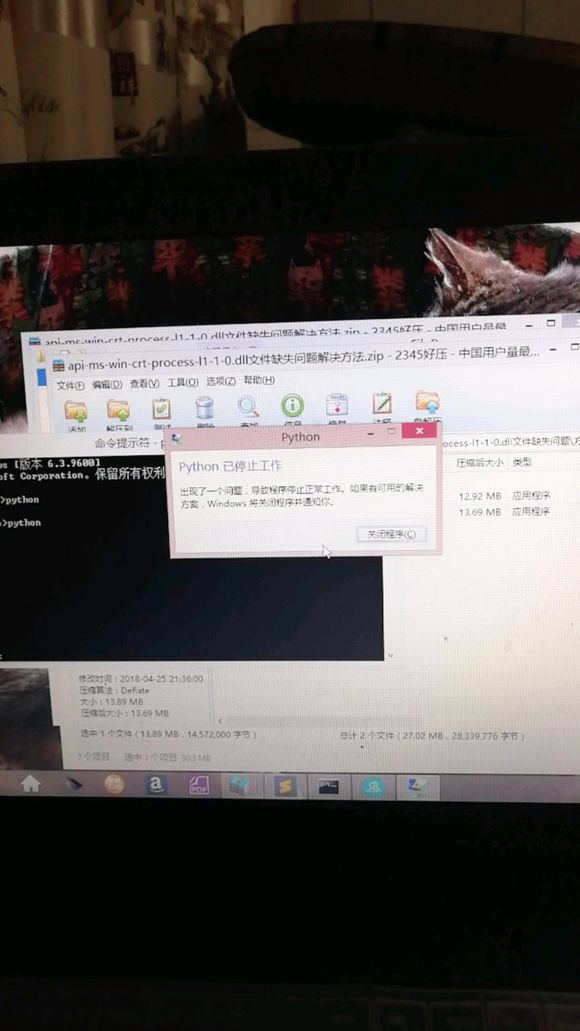 api-ms-win-crt-process-l1-1-0.dll文件缺失问题解决方法.zip - 2345好压 - 中国用户量最
api-ms-win-crt-process-l1-1-0.dll文件缺失问题解决方法.zip - 2345好压 - 中国用户量最...
文件(F) 编辑(D) 查看(V) 工具(O) 选项(Z) 帮助(H)
添加 解压到 测试 删除 查找 信息
命令提示符 - p
ocess-l1-1-0.dll文件缺失问题\方
压缩后大小 类型
12.92 MB 应用程序
13.69 MB 应用程序
Python
Python 已停止工作
出现了一个问题，导致程序停止正常工作。如果有可用的解决
方案，Windows 将关闭程序并通知你。
关闭程序(C)
ws [版本 6.3.9600]
oft Corporation。保留所有权利
>python
>python
修改时间：2018-04-25 21:36:00
压缩算法：Deflate
大小：13.89 MB
压缩后大小：13.69 MB
选中 1 个文件（13.89 MB，14,572,000 字节）
总计 2 个文件（27.02 MB，28,339,776 字节）
7 个项目 选中 1 个项目 30.3 MB
a
PDF
S